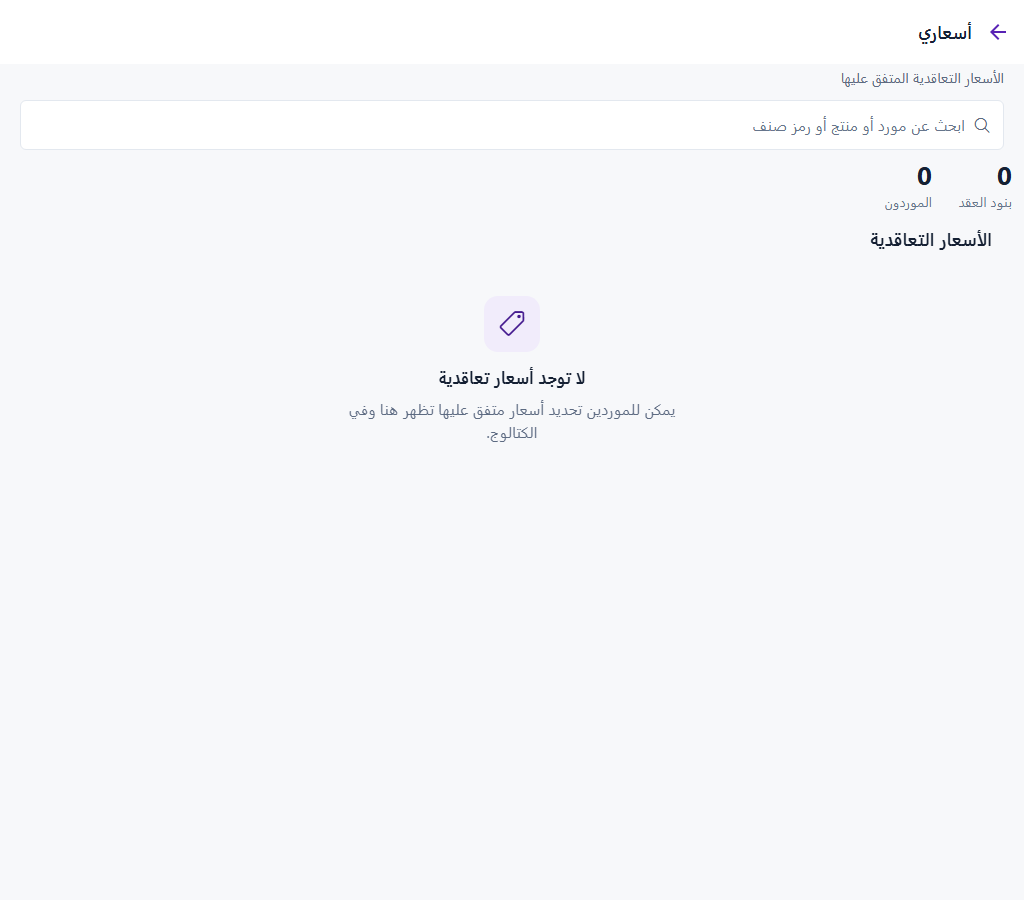 أسعاري
الأسعار التعاقدية المتفق عليها
ابحث عن مورد أو منتج أو رمز صنف
0
بنود العقد
0
الموردون
الأسعار التعاقدية
لا توجد أسعار تعاقدية
يمكن للموردين تحديد أسعار متفق عليها تظهر هنا وفي
الكتالوج.